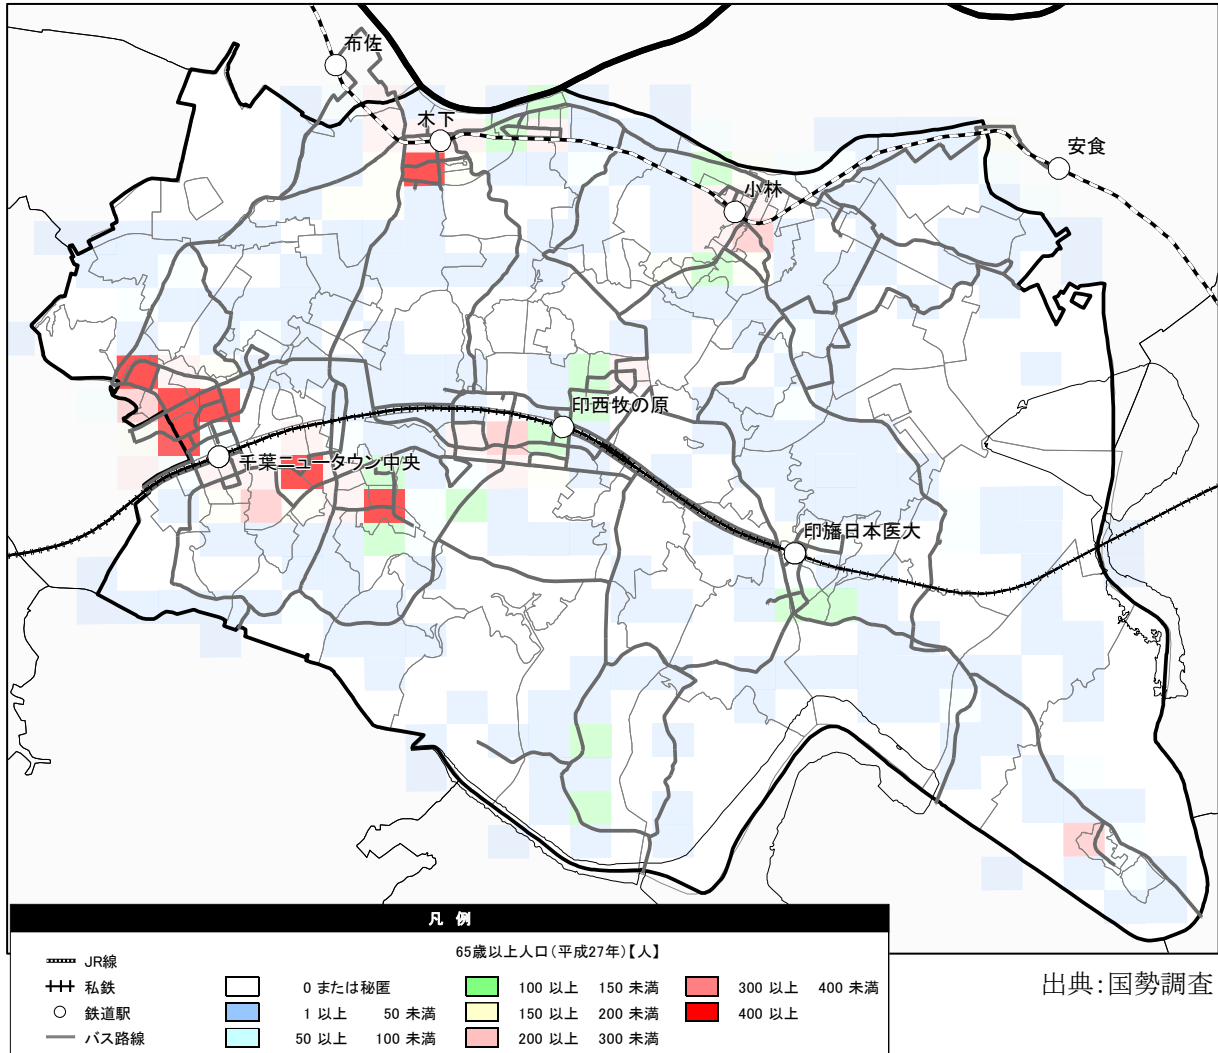 布佐
木下
安食
小林
印西牧の原
千葉ニュータウン中央
印旛日本医大
凡 例
65歳以上人口(平成27年)【人】
JR線
私鉄
鉄道駅
バス路線
0 または秘匿
1 以上 50 未満
50 以上 100 未満
100 以上 150 未満
150 以上 200 未満
200 以上 300 未満
300 以上 400 未満
400 以上
出典:国勢調査